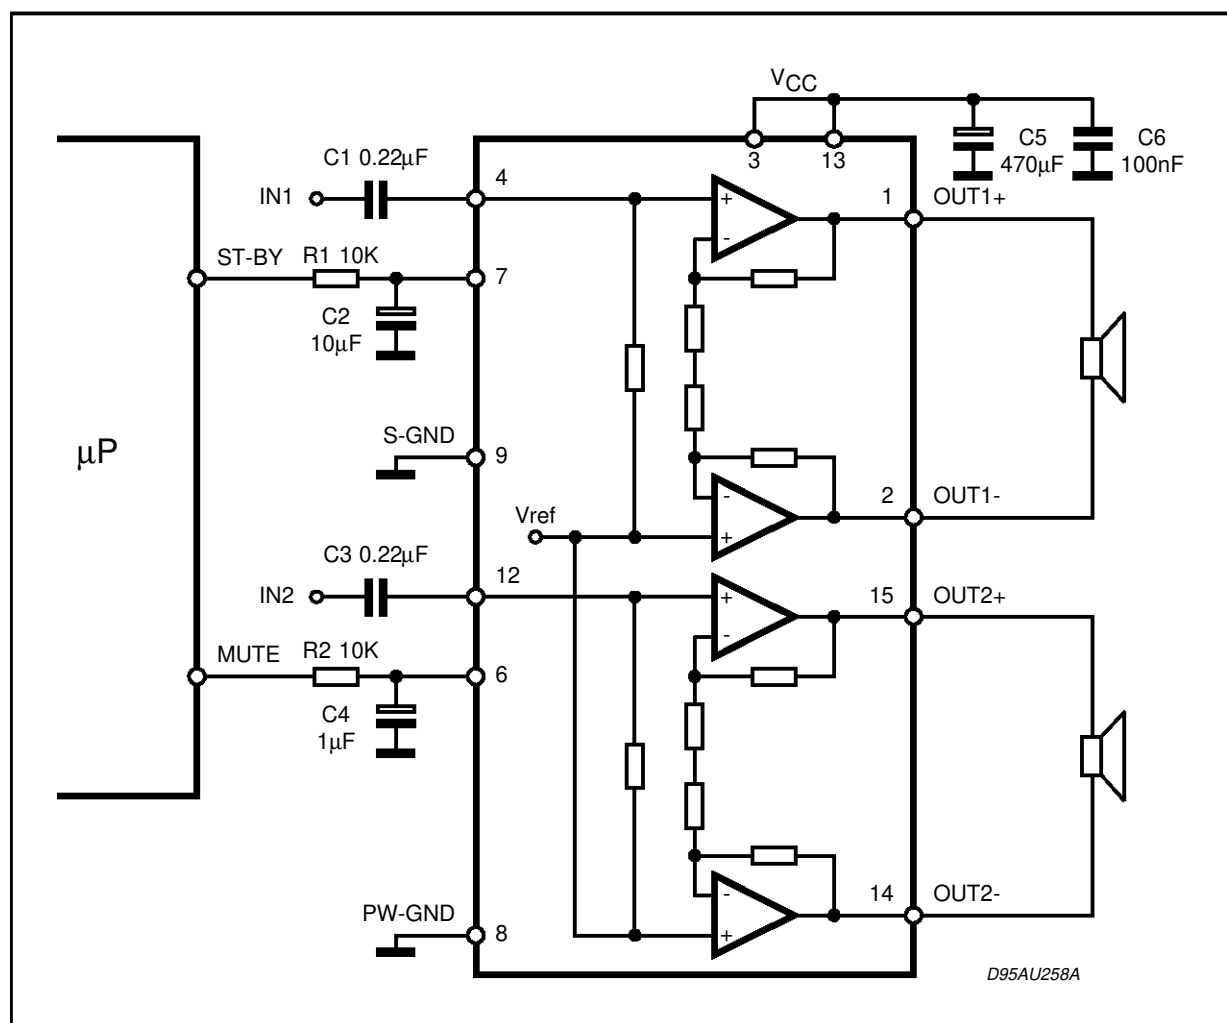 VCC
3
13
C5
470µF
C6
100nF
C1 0.22µF
IN1
4
+
-
1
OUT1+
ST-BY
R1 10K
7
C2
10µF
µP
S-GND
9
-
+
2
OUT1-
Vref
C3 0.22µF
IN2
12
+
-
15
OUT2+
MUTE
R2 10K
6
C4
1µF
PW-GND
8
-
+
14
OUT2-
D95AU258A